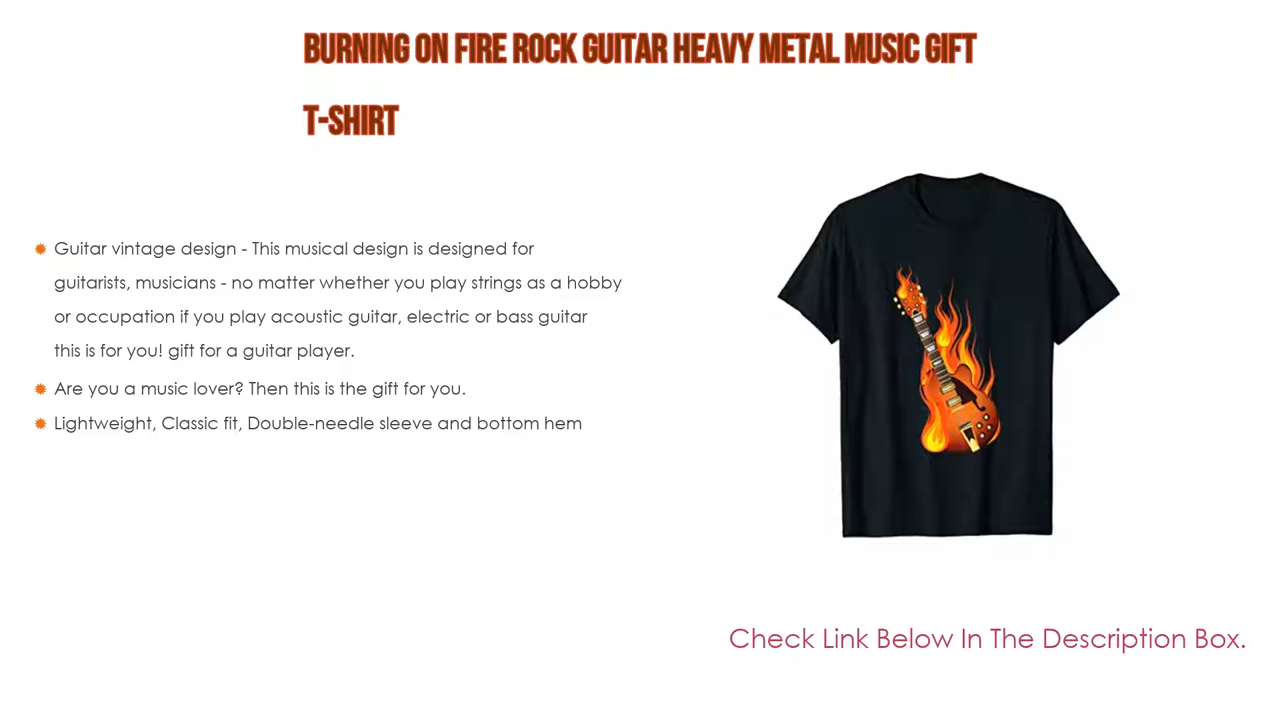 BURNING ON FIRE ROCK GUITAR HEAVY METAL MUSIC GIFT
T-SHIRT
Guitar vintage design - This musical design is designed for
guitarists, musicians - no matter whether you play strings as a hobby
or occupation if you play acoustic guitar, electric or bass guitar
this is for you! gift for a guitar player.
Are you a music lover? Then this is the gift for you.
Lightweight, Classic fit, Double-needle sleeve and bottom hem
Check Link Below In The Description Box.